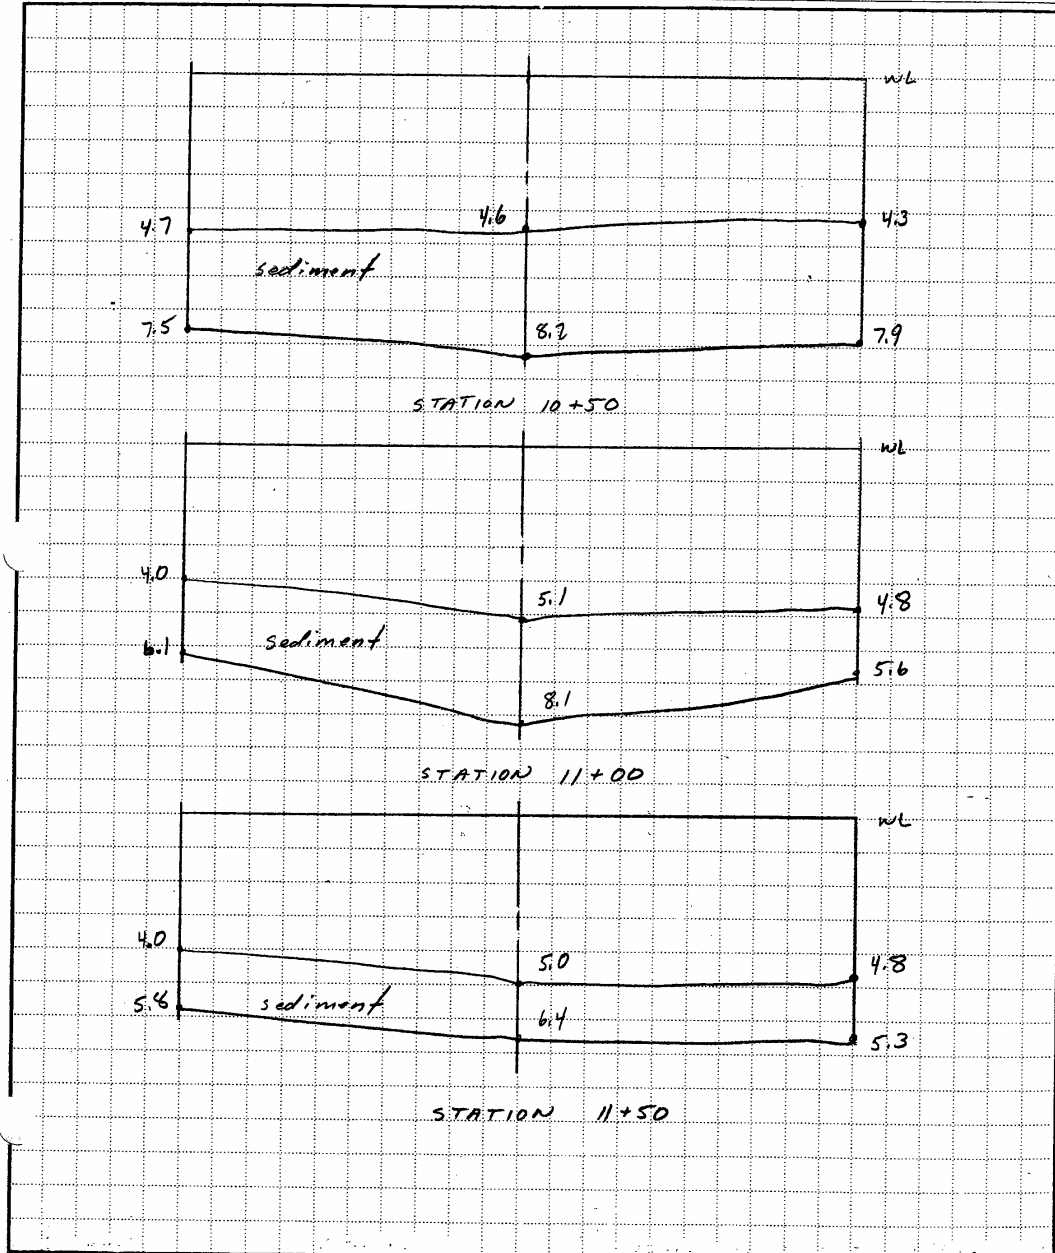 WL
4.7 4.6 4.3
sediment
7.5 8.2 7.9
STATION 10+50
WL
4.0 5.1 4.8
sediment
6.1 8.1 5.6
STATION 11+00
WL
4.0 5.0 4.8
sediment
5.8 6.4 5.3
STATION 11+50